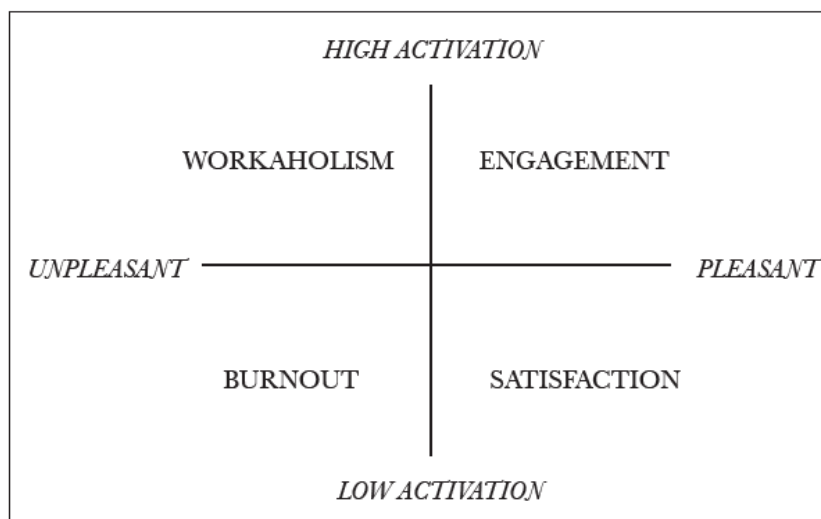 HIGH ACTIVATION
WORKAHOLISM ENGAGEMENT
UNPLEASANT PLEASANT
BURNOUT SATISFACTION
LOW ACTIVATION